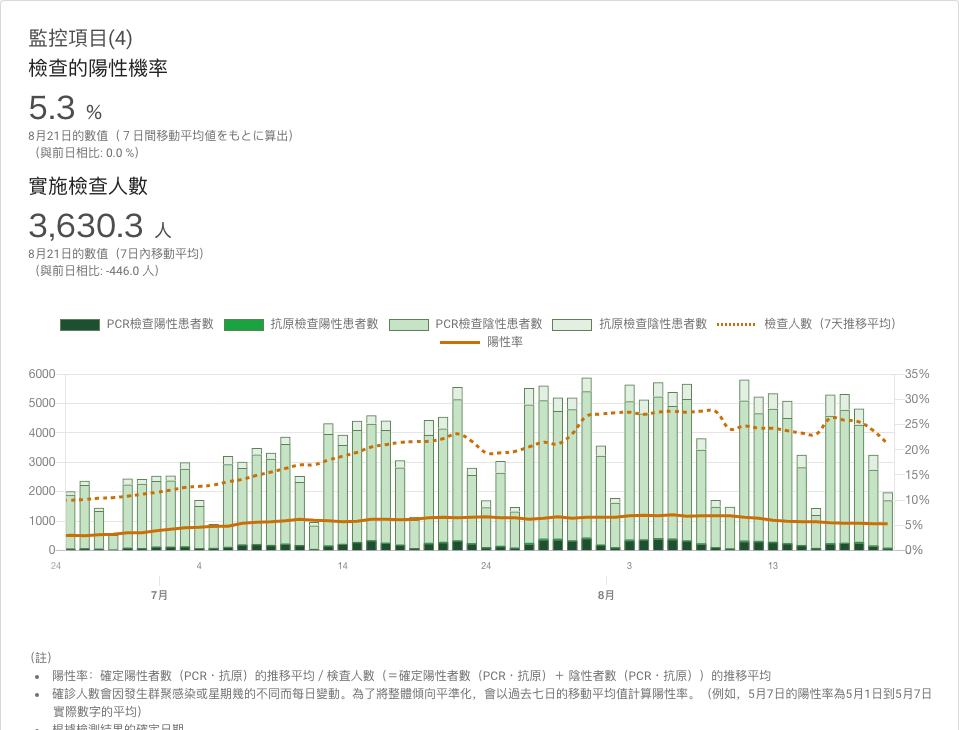 監控項目(4)
檢查的陽性機率
5.3 %
8月21日的數值（７日間移動平均値をもとに算出）
（與前日相比: 0.0 %）
實施檢查人數
3,630.3 人
8月21日的數值（7日內移動平均）
（與前日相比: -446.0 人）
PCR檢查陽性患者數 抗原檢查陽性患者數 PCR檢查陰性患者數 抗原檢查陰性患者數 檢查人數（7天推移平均）
陽性率
6000 35%
5000 30%
4000 25%
3000 20%
2000 15%
1000 10%
0 5%
0%
24 4 14 24 3 13
7月 8月
（註）
• 陽性率：確定陽性者數（PCR・抗原）的推移平均 / 檢查人數（＝確定陽性者數（PCR・抗原）＋ 陰性者數（PCR・抗原））的推移平均
• 確診人數會因發生群聚感染或星期幾的不同而每日變動。為了將整體傾向平準化，會以過去七日的移動平均值計算陽性率。（例如，5月7日的陽性率為5月1日到5月7日
實際數字的平均）
• 根據檢測結果的確定日期